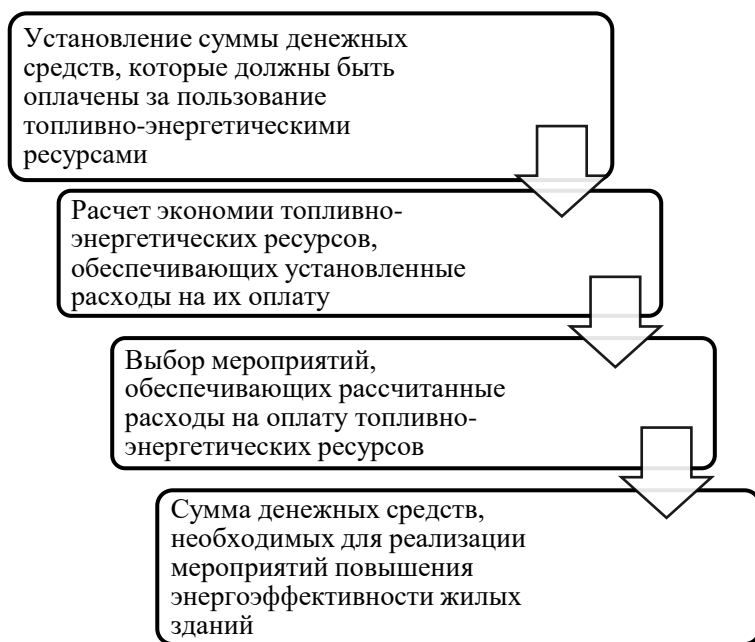 Установление суммы денежных
средств, которые должны быть
оплачены за пользование
топливно-энергетическими
ресурсами
Расчет экономии топливно-
энергетических ресурсов,
обеспечивающих установленные
расходы на их оплату
Выбор мероприятий,
обеспечивающих рассчитанные
расходы на оплату топливно-
энергетических ресурсов
Сумма денежных средств,
необходимых для реализации
мероприятий повышения
энергоэффективности жилых
зданий